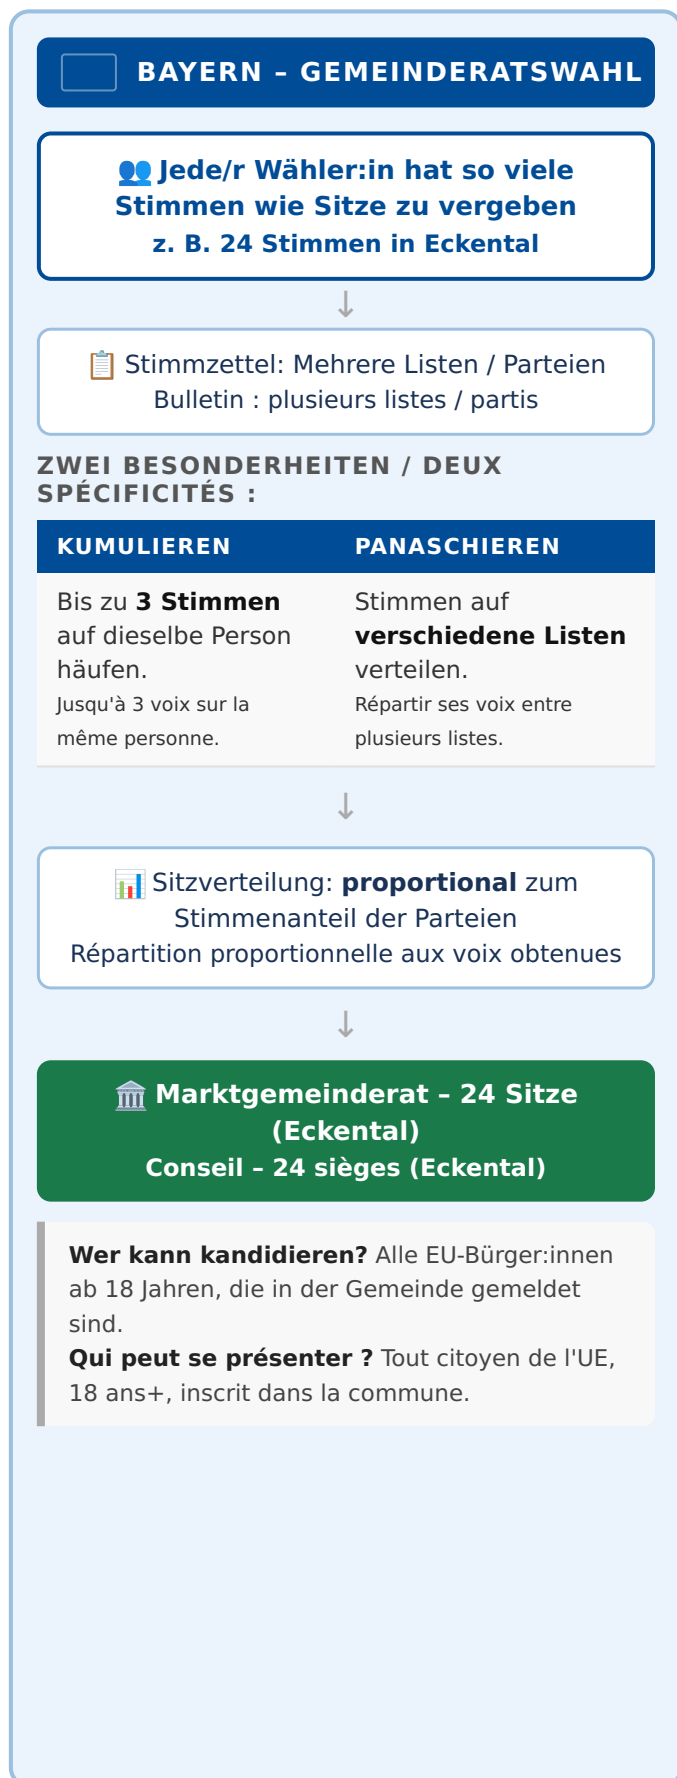 BAYERN – GEMEINDERATSWAHL
👥 Jede/r Wähler:in hat so viele
Stimmen wie Sitze zu vergeben
z. B. 24 Stimmen in Eckental
↓
📋 Stimmzettel: Mehrere Listen / Parteien
Bulletin : plusieurs listes / partis
ZWEI BESONDERHEITEN / DEUX
SPÉCIFICITÉS :
KUMULIEREN
Bis zu 3 Stimmen
auf dieselbe Person
häufen.
Jusqu'à 3 voix sur la
même personne.
PANASCHIEREN
Stimmen auf
verschiedene Listen
verteilen.
Répartir ses voix entre
plusieurs listes.
↓
📊 Sitzverteilung: proportional zum
Stimmenanteil der Parteien
Répartition proportionnelle aux voix obtenues
↓
🏛️ Marktgemeinderat – 24 Sitze
(Eckental)
Conseil – 24 sièges (Eckental)
Wer kann kandidieren? Alle EU-Bürger:innen
ab 18 Jahren, die in der Gemeinde gemeldet
sind.
Qui peut se présenter ? Tout citoyen de l'UE,
18 ans+, inscrit dans la commune.